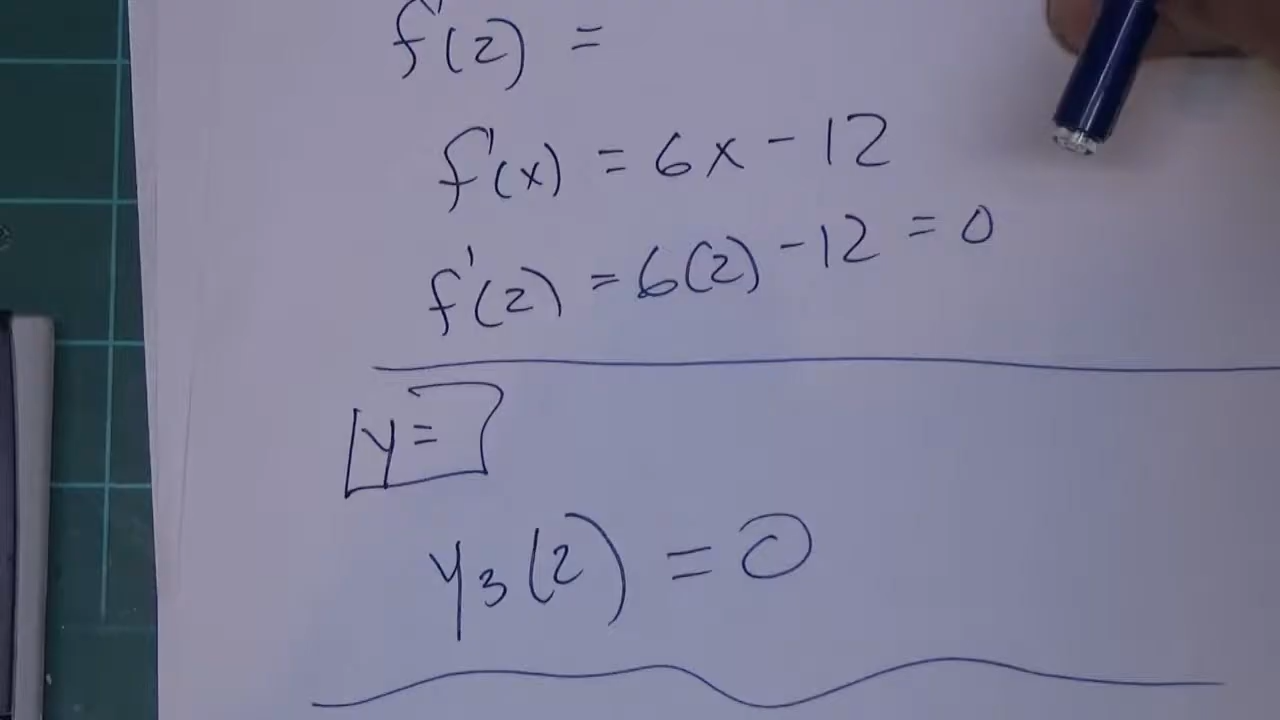 f'(2) =
f'(x) = 6x - 12
f'(2) = 6(2) - 12 = 0
y =
y₃(2) = 0